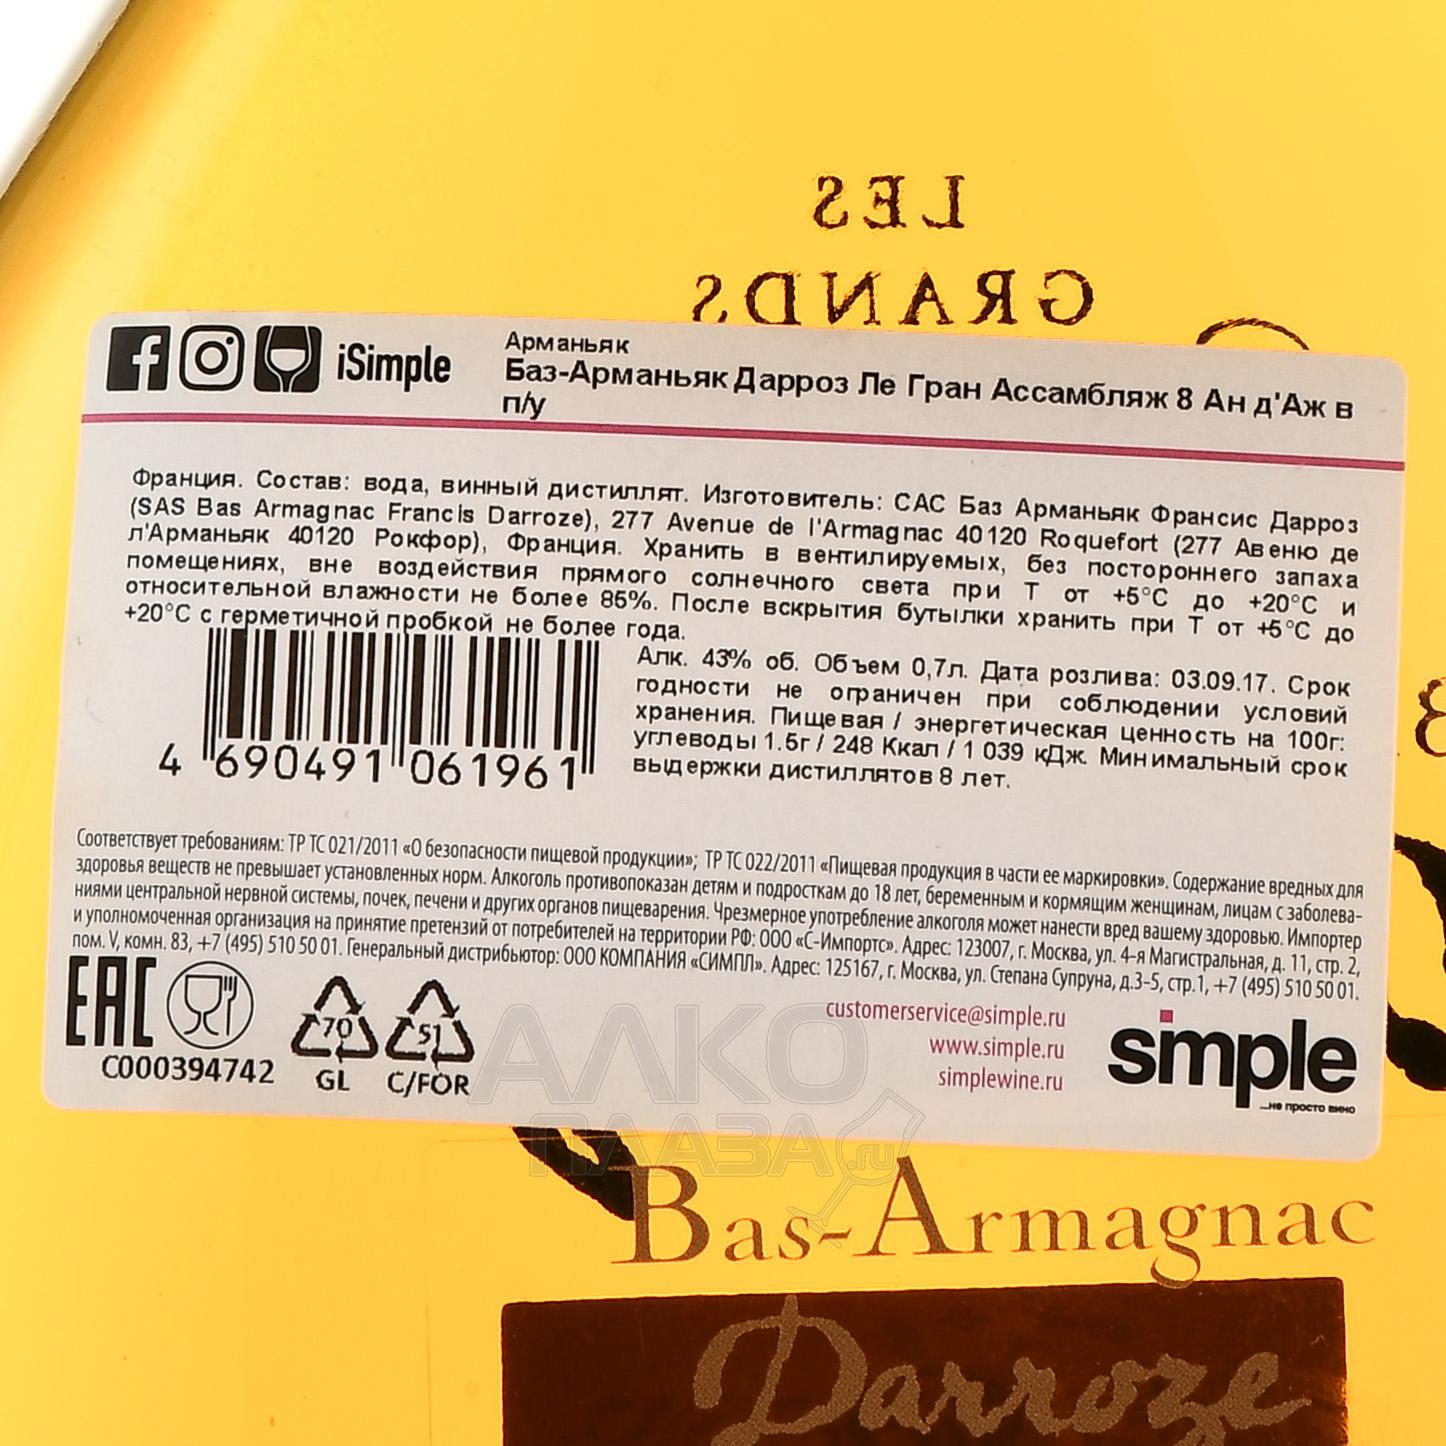 LES
GRANDS
iSimple
Арманьяк
Баз-Арманьяк Дарроз Ле Гран Ассамбляж 8 Ан д'Аж в
п/у
Франция. Состав: вода, винный дистиллят. Изготовитель: САС Баз Арманьяк Франсис Дарроз
(SAS Bas Armagnac Francis Darroze), 277 Avenue de l'Armagnac 40120 Roquefort (277 Авеню де
л'Арманьяк 40120 Рокфор), Франция. Хранить в вентилируемых, без постороннего запаха
помещениях, вне воздействия прямого солнечного света при Т от +5°С до +20°С и
относительной влажности не более 85%. После вскрытия бутылки хранить при Т от +5°С до
+20°С с герметичной пробкой не более года.
Алк. 43% об. Объем 0,7л. Дата розлива: 03.09.17. Срок
годности не ограничен при соблюдении условий
хранения. Пищевая / энергетическая ценность на 100г:
углеводы 1.5г / 248 Ккал / 1 039 кДж. Минимальный срок
выдержки дистиллятов 8 лет.
4 690491 061961
Соответствует требованиям: ТР ТС 021/2011 «О безопасности пищевой продукции»; ТР ТС 022/2011 «Пищевая продукция в части ее маркировки». Содержание вредных для
здоровья веществ не превышает установленных норм. Алкоголь противопоказан детям и подросткам до 18 лет, беременным и кормящим женщинам, лицам с заболева-
ниями центральной нервной системы, почек, печени и других органов пищеварения. Чрезмерное употребление алкоголя может нанести вред вашему здоровью. Импортер
и уполномоченная организация на принятие претензий от потребителей на территории РФ: ООО «С-Импортс». Адрес: 123007, г. Москва, ул. 4-я Магистральная, д. 11, стр. 2,
пом. V, комн. 83, +7 (495) 510 50 01. Генеральный дистрибьютор: ООО КОМПАНИЯ «СИМПЛ». Адрес: 125167, г. Москва, ул. Степана Супруна, д.3-5, стр.1, +7 (495) 510 50 01.
EAC
C000394742
70
GL
51
C/FOR
customerservice@simple.ru
www.simple.ru
simplewine.ru
simple
...не просто вино
АЛКО
ПЛАЗА.ru
8
Bas-Armagnac
Darroze